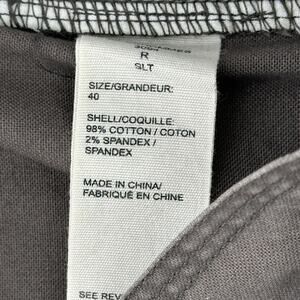 R
SLT
SIZE/GRANDEUR:
40
SHELL/COQUILLE:
98% COTTON / COTON
2% SPANDEX /
SPANDEX
MADE IN CHINA/
FABRIQUÉ EN CHINE
SEE REV